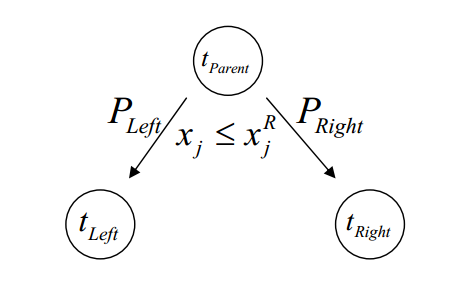 t_Parent
P_Left x_j ≤ x_j^R P_Right
t_Left t_Right